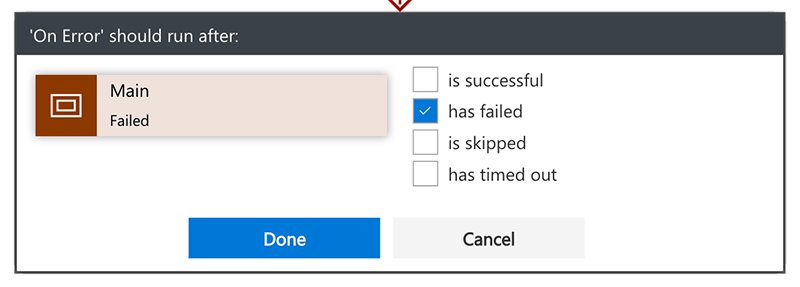 'On Error' should run after:
Main
Failed
is successful
has failed
is skipped
has timed out
Done
Cancel